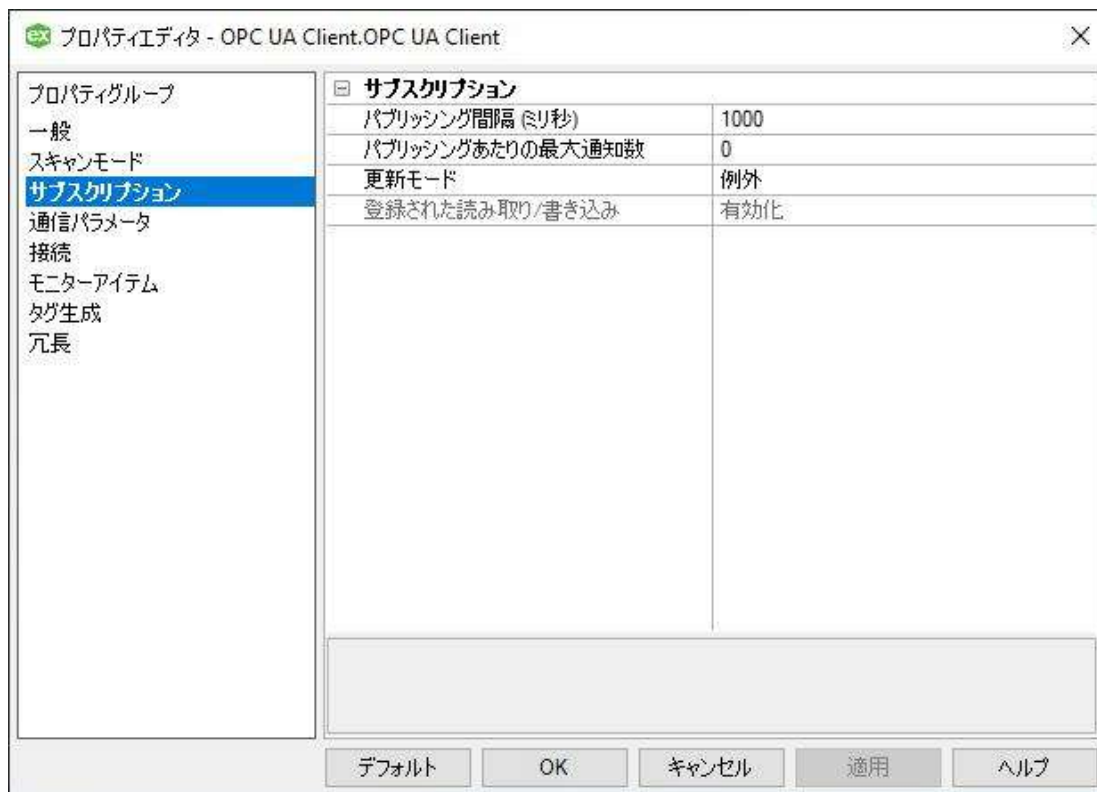 プロパティエディタ - OPC UA Client.OPC UA Client
プロパティグループ
一般
スキャンモード
サブスクリプション
通信パラメータ
接続
モニターアイテム
タグ生成
冗長
サブスクリプション
パブリッシング間隔 (ミリ秒) 1000
パブリッシングあたりの最大通知数 0
更新モード 例外
登録された読み取り/書き込み 有効化
デフォルト OK キャンセル 適用 ヘルプ